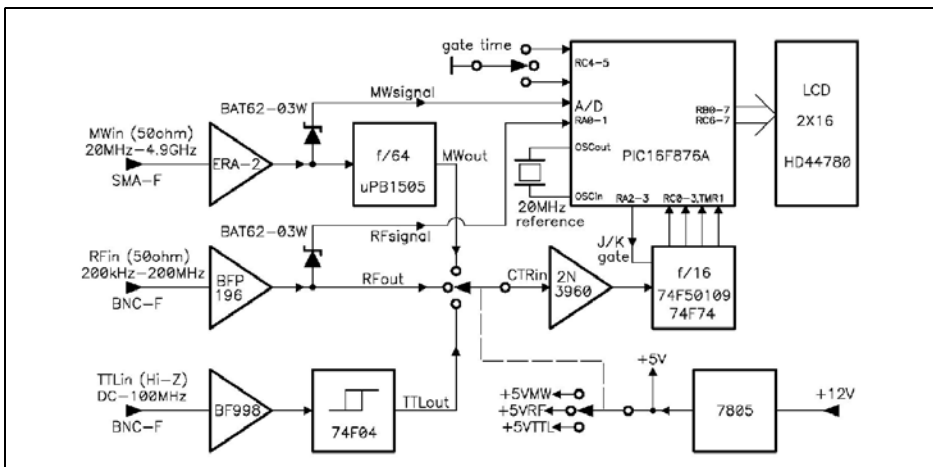 gate time
RC4-5
A/D
RA0-1
OSCout
OSCin
PIC16F876A
RA2-3
RC0-3,TMR1
RB0-7
RC6-7
LCD
2X16
HD44780
BAT62-03W
MWsignal
MWin (50ohm)
20MHz-4.9GHz
SMA-F
ERA-2
f/64
uPB1505
MWout
20MHz
reference
BAT62-03W
RFsignal
RFin (50ohm)
200kHz-200MHz
BNC-F
BFP
196
RFout
CTRin
2N
3960
J/K
gate
f/16
74F50109
74F74
TTLin (Hi-Z)
DC-100MHz
BNC-F
BF998
74F04
TTLout
+5VMW
+5VRF
+5VTTL
+5V
7805
+12V